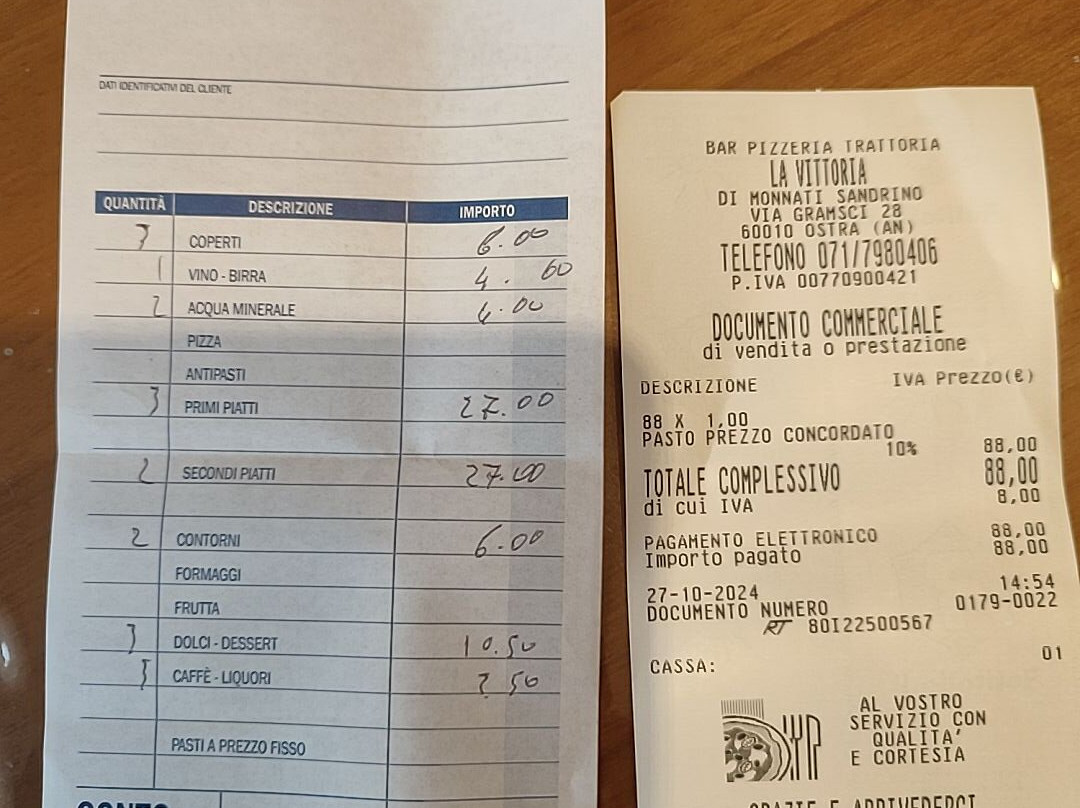 DATI IDENTIFICATIVI DEL CLIENTE
QUANTITÀ DESCRIZIONE IMPORTO
3 COPERTI 6.00
1 VINO - BIRRA 4.60
2 ACQUA MINERALE 4.00
PIZZA
ANTIPASTI
3 PRIMI PIATTI 27.00
2 SECONDI PIATTI 27.00
2 CONTORNI 6.00
FORMAGGI
FRUTTA
3 DOLCI - DESSERT 10.50
3 CAFFÈ - LIQUORI 50
PASTI A PREZZO FISSO
BAR PIZZERIA TRATTORIA
LA VITTORIA
DI MONNATI SANDRINO
VIA GRAMSCI 28
60010 OSTRA (AN)
TELEFONO 071/7980406
P.IVA 00770900421
DOCUMENTO COMMERCIALE
di vendita o prestazione
DESCRIZIONE IVA Prezzo(€)
88 X 1,00
PASTO PREZZO CONCORDATO
10% 88,00
TOTALE COMPLESSIVO 88,00
di cui IVA 8,00
PAGAMENTO ELETTRONICO 88,00
Importo pagato 88,00
27-10-2024 14:54
DOCUMENTO NUMERO 0179-0022
RT 80I22500567
CASSA: 01
AL VOSTRO
SERVIZIO CON
QUALITA'
E CORTESIA
GRAZIE E ARRIVEDERCI